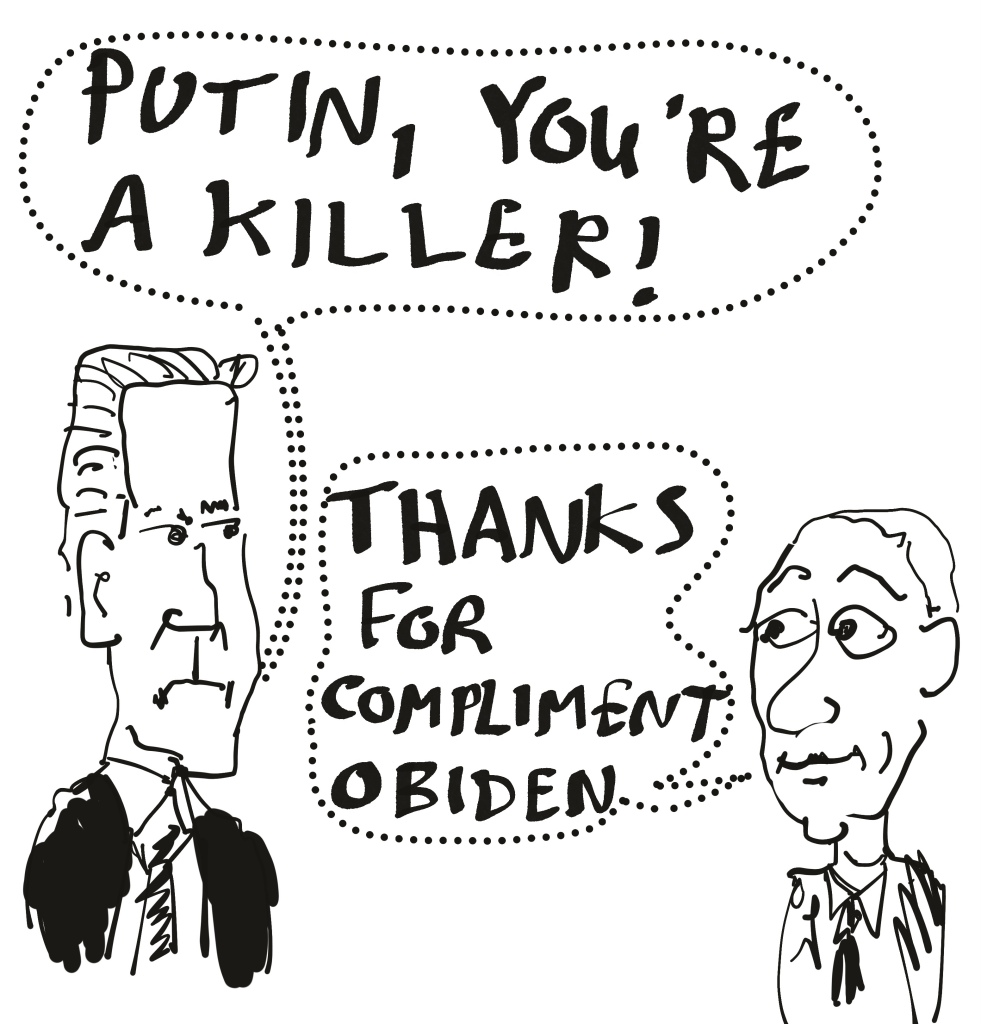 PUTIN, YOU'RE
A KILLER!
THANKS
FOR
COMPLIMENT
OBIDEN